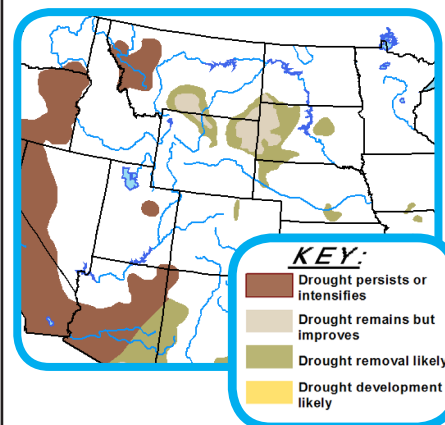 KEY:
Drought persists or
intensifies
Drought remains but
improves
Drought removal likely
Drought development
likely